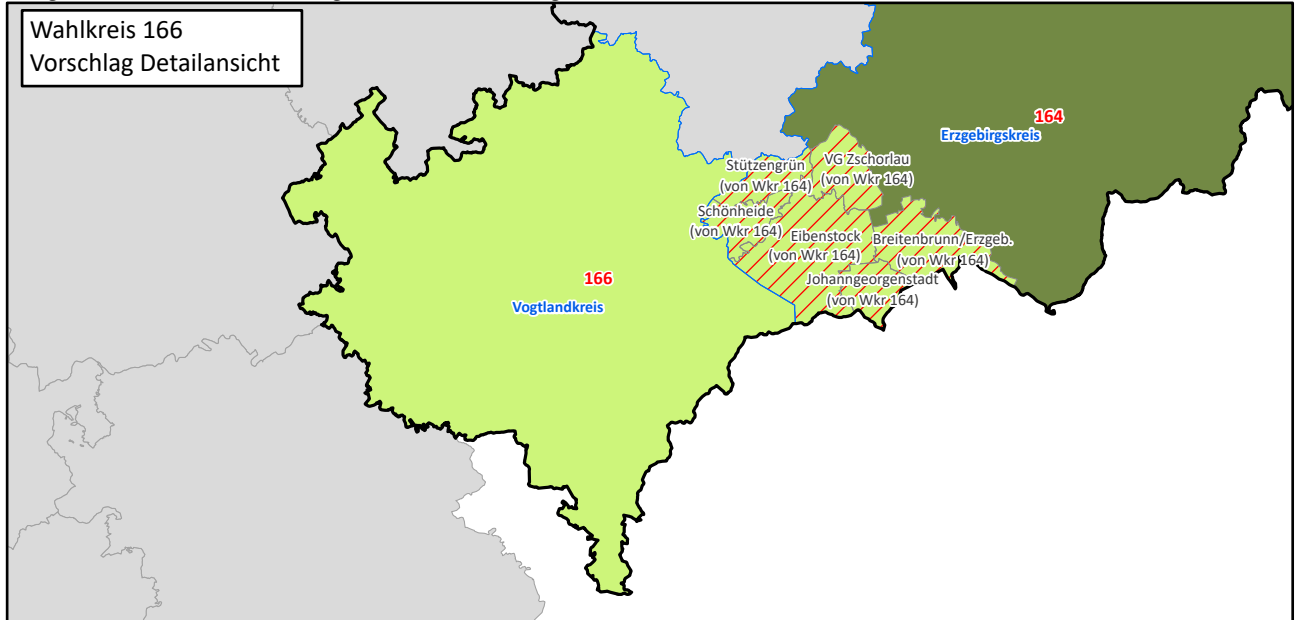 Wahlkreis 166
Vorschlag Detailansicht
164
Erzgebirgskreis
Stützengrün
(von Wkr 164)
VG Zschorlau
(von Wkr 164)
Schönheide
(von Wkr 164)
Eibenstock
(von Wkr 164)
Breitenbrunn/Erzgeb.
(von Wkr 164)
Johanngeorgenstadt
(von Wkr 164)
166
Vogtlandkreis